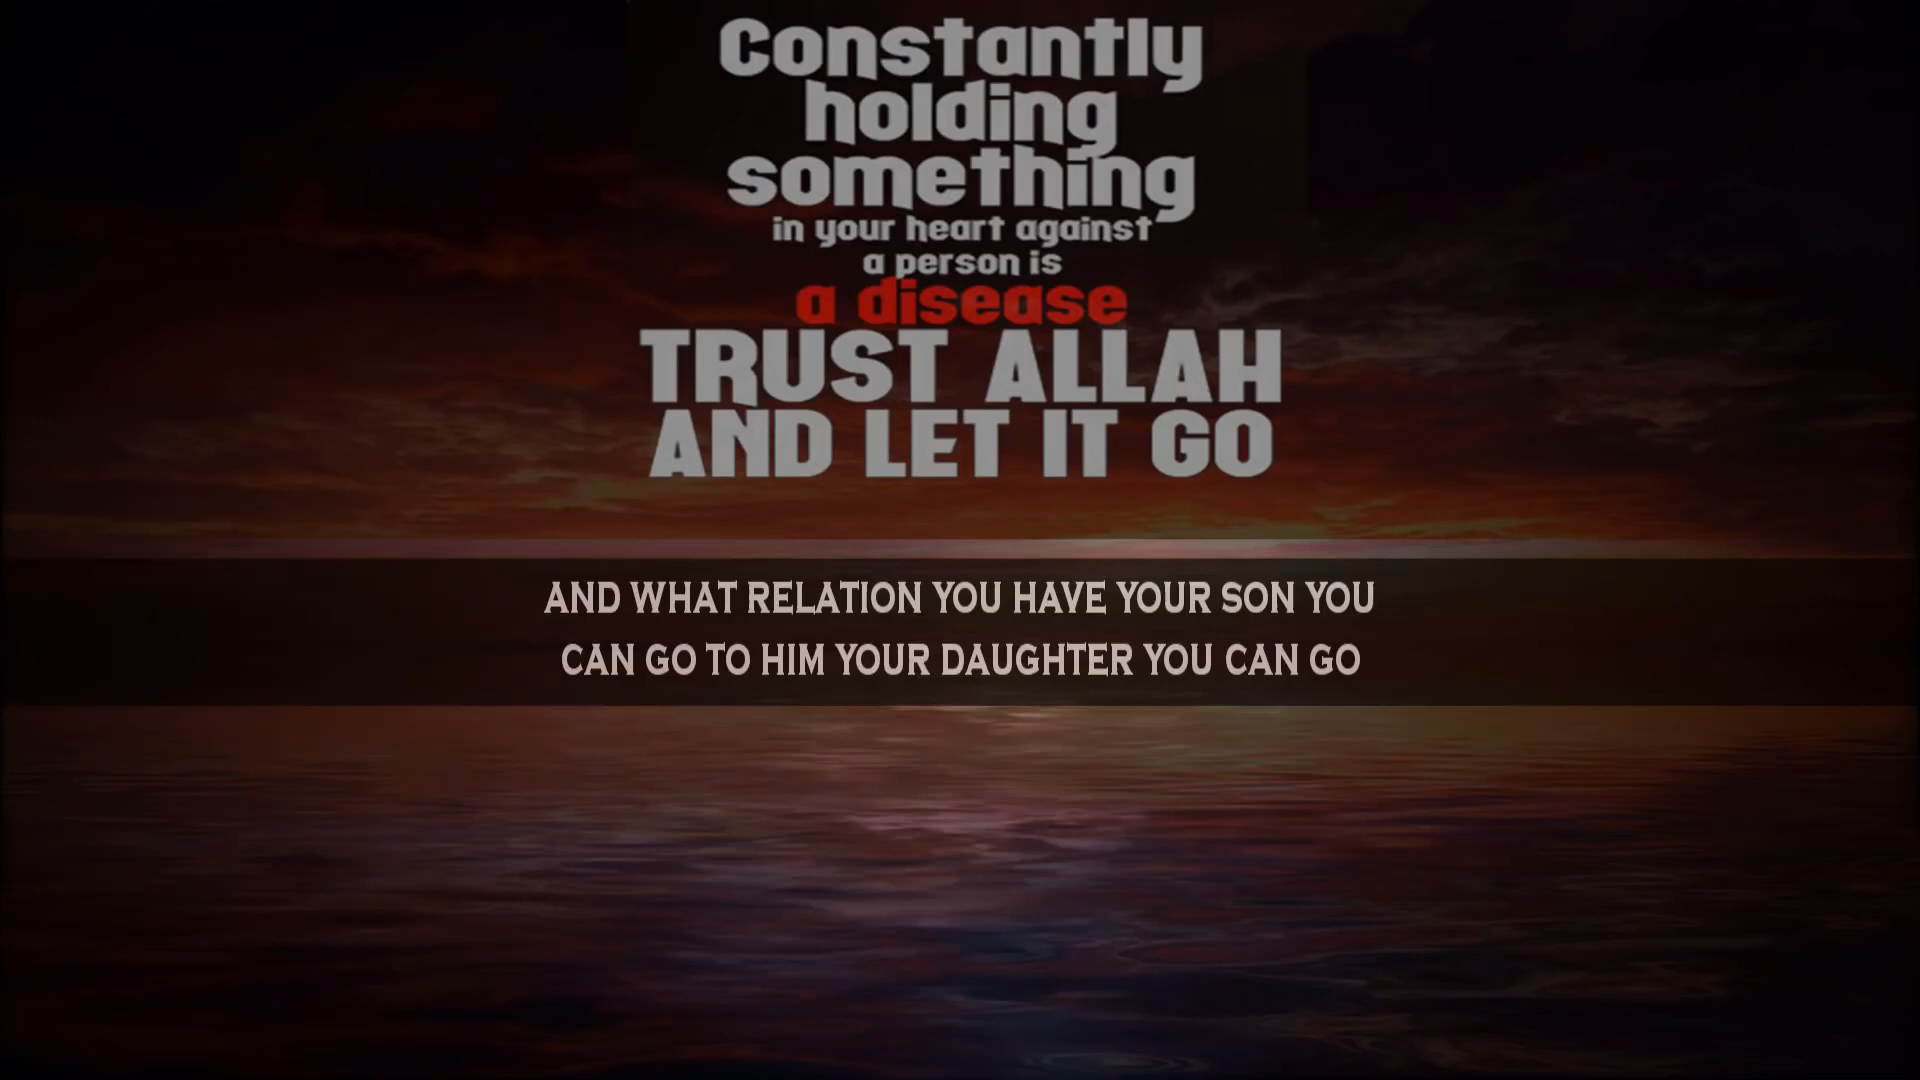 Constantly
holding
something
in your heart against
a person is
a disease
TRUST ALLAH
AND LET IT GO
AND WHAT RELATION YOU HAVE YOUR SON YOU
CAN GO TO HIM YOUR DAUGHTER YOU CAN GO